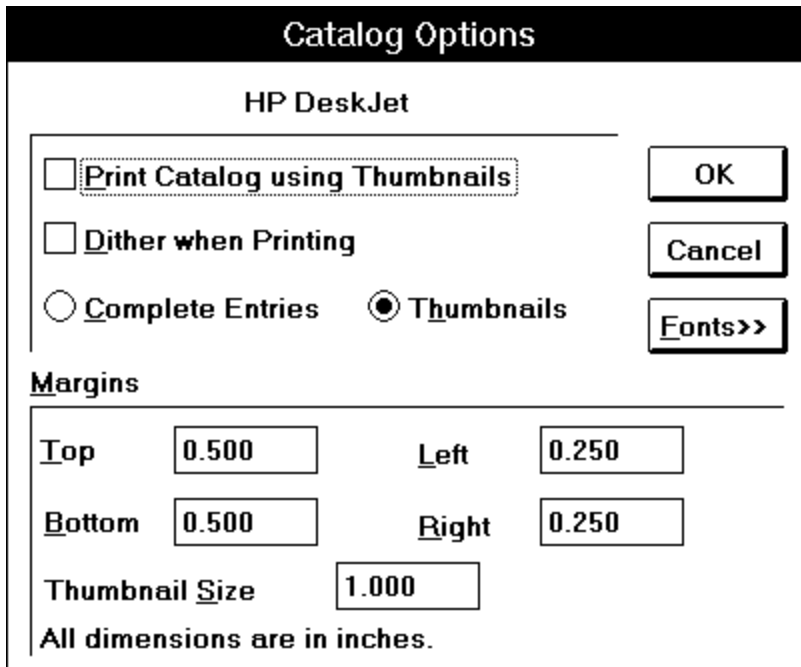 Catalog Options
HP DeskJet
Print Catalog using Thumbnails
OK
Dither when Printing
Cancel
Complete Entries Thumbnails
Fonts>>
Margins
Top 0.500 Left 0.250
Bottom 0.500 Right 0.250
Thumbnail Size 1.000
All dimensions are in inches.